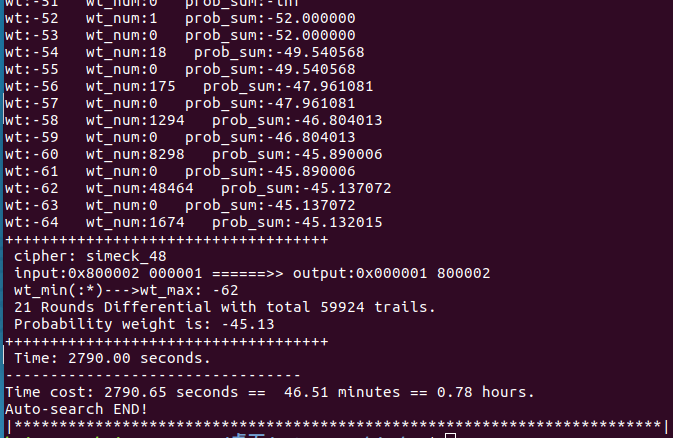 wt:-51 wt_num:0 prob_sum:-inf
wt:-52 wt_num:1 prob_sum:-52.000000
wt:-53 wt_num:0 prob_sum:-52.000000
wt:-54 wt_num:18 prob_sum:-49.540568
wt:-55 wt_num:0 prob_sum:-49.540568
wt:-56 wt_num:175 prob_sum:-47.961081
wt:-57 wt_num:0 prob_sum:-47.961081
wt:-58 wt_num:1294 prob_sum:-46.804013
wt:-59 wt_num:0 prob_sum:-46.804013
wt:-60 wt_num:8298 prob_sum:-45.890006
wt:-61 wt_num:0 prob_sum:-45.890006
wt:-62 wt_num:48464 prob_sum:-45.137072
wt:-63 wt_num:0 prob_sum:-45.137072
wt:-64 wt_num:1674 prob_sum:-45.132015
++++++++++++++++++++++++++++++++++++
cipher: simeck_48
input:0x800002 000001 ======>> output:0x000001 800002
wt_min(:*)--->wt_max: -62
21 Rounds Differential with total 59924 trails.
Probability weight is: -45.13
++++++++++++++++++++++++++++++++++++
Time: 2790.00 seconds.
---------------------------------
Time cost: 2790.65 seconds == 46.51 minutes == 0.78 hours.
Auto-search END!
|************************************************************************|